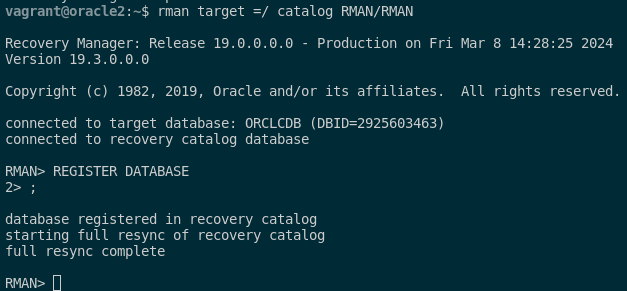 vagrant@oracle2:~$ rman target =/ catalog RMAN/RMAN
Recovery Manager: Release 19.0.0.0.0 - Production on Fri Mar 8 14:28:25 2024
Version 19.3.0.0.0
Copyright (c) 1982, 2019, Oracle and/or its affiliates.  All rights reserved.
connected to target database: ORCLCDB (DBID=2925603463)
connected to recovery catalog database
RMAN> REGISTER DATABASE
2> ;
database registered in recovery catalog
starting full resync of recovery catalog
full resync complete
RMAN>